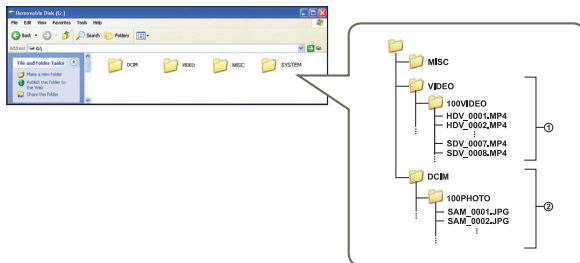 Removable Disk (G:)
File Edit View Favorites Tools Help
Back Search Folders
Address G:\ Go
File and Folder Tasks
Make a new folder
Publish this folder to the Web
Share this folder
DCIM VIDEO MISC SYSTEM
MISC
VIDEO
100VIDEO
HDV_0001.MP4
HDV_0002.MP4
SDV_0007.MP4
SDV_0008.MP4
①
DCIM
100PHOTO
SAM_0001.JPG
SAM_0002.JPG
②